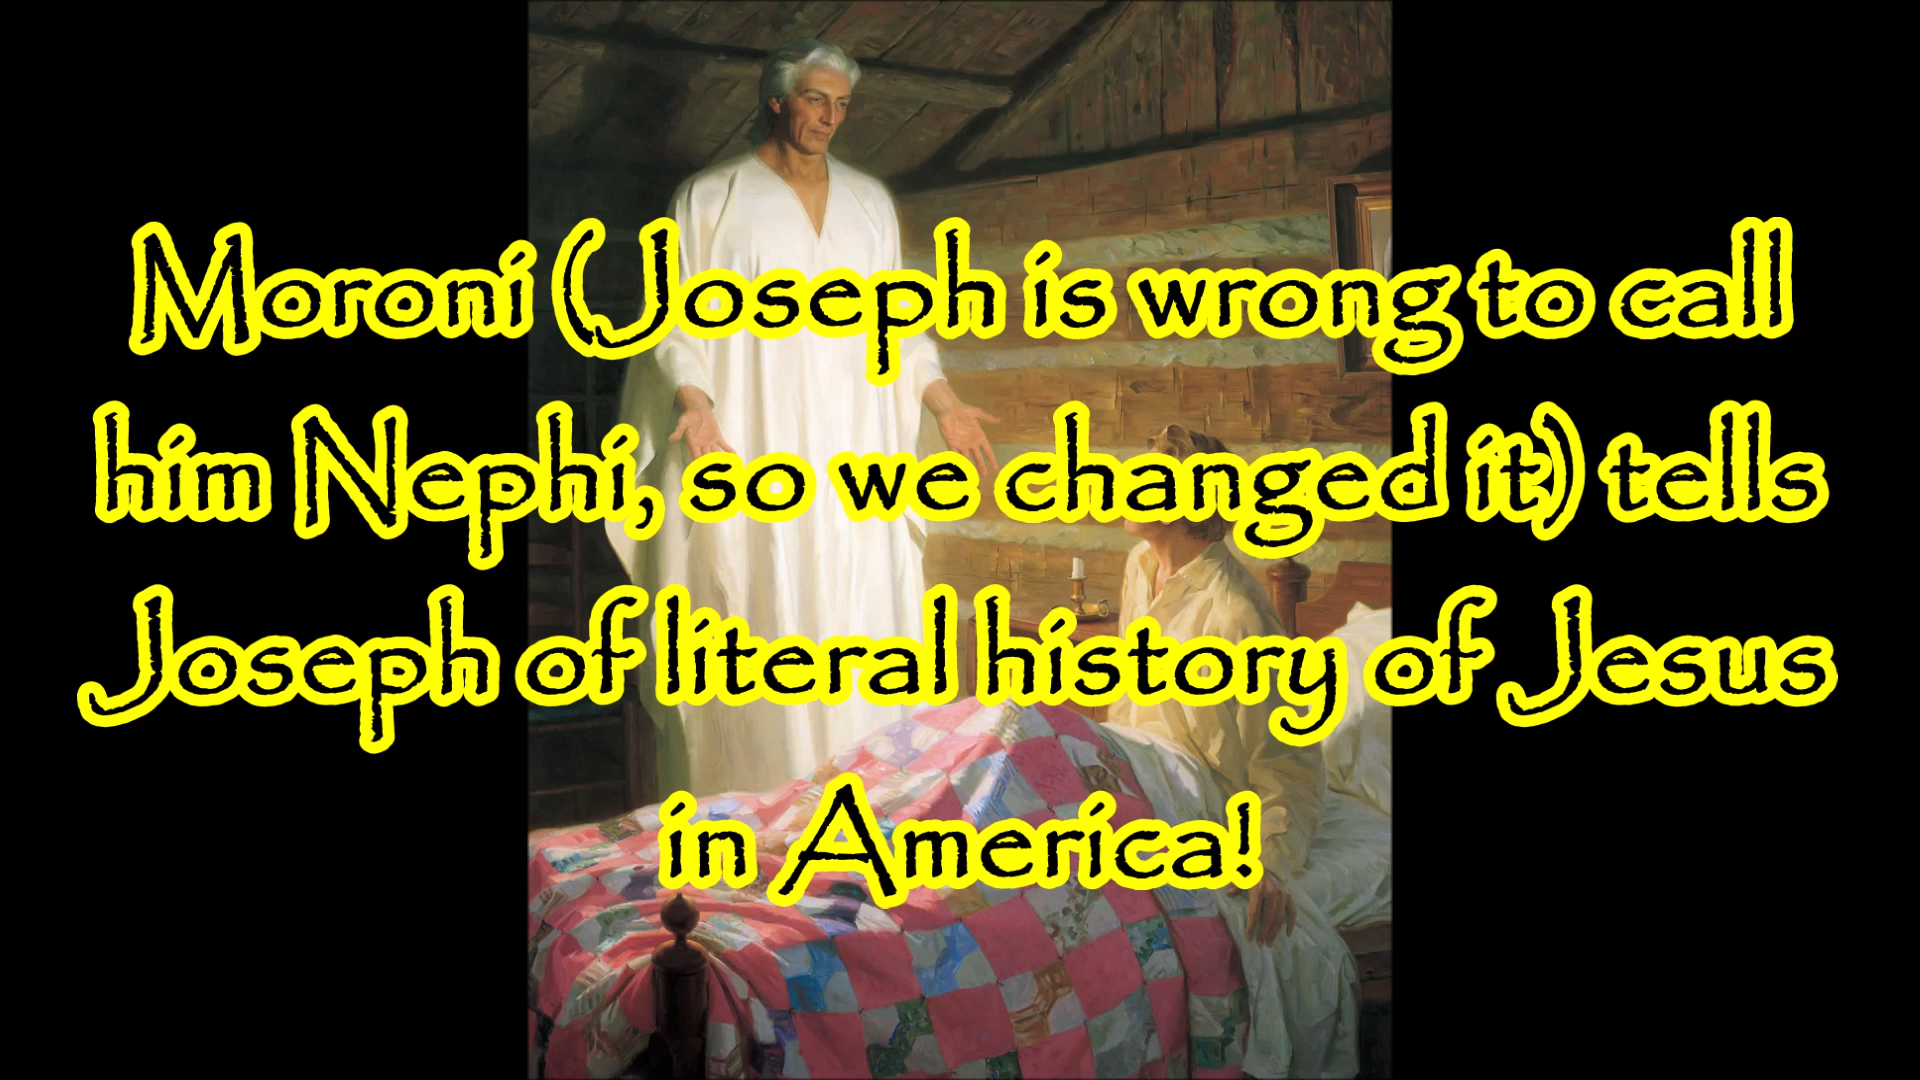 Moroni (Joseph is wrong to call
him Nephi, so we changed it) tells
Joseph of literal history of Jesus
in America!